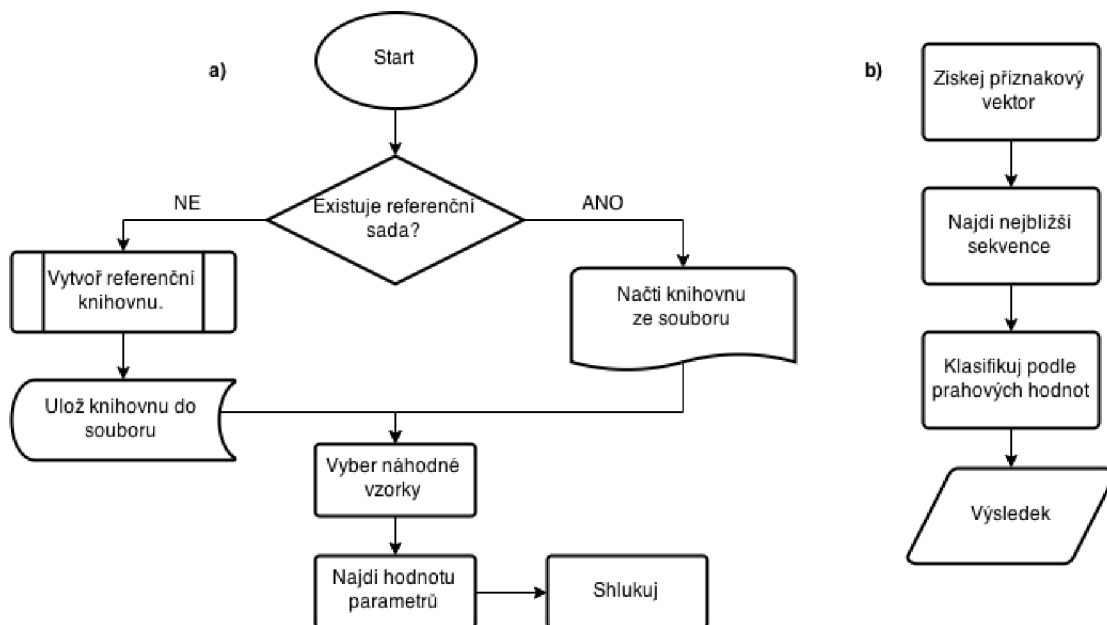 a)
Start
Existuje referenční
sada?
NE
ANO
Vytvoř referenční
knihovnu.
Načti knihovnu
ze souboru
Ulož knihovnu do
souboru
Vyber náhodné
vzorky
Najdi hodnotu
parametrů
Shlukuj
b)
Ziskej příznakový
vektor
Najdi nejbližší
sekvence
Klasifikuj podle
prahových hodnot
Výsledek